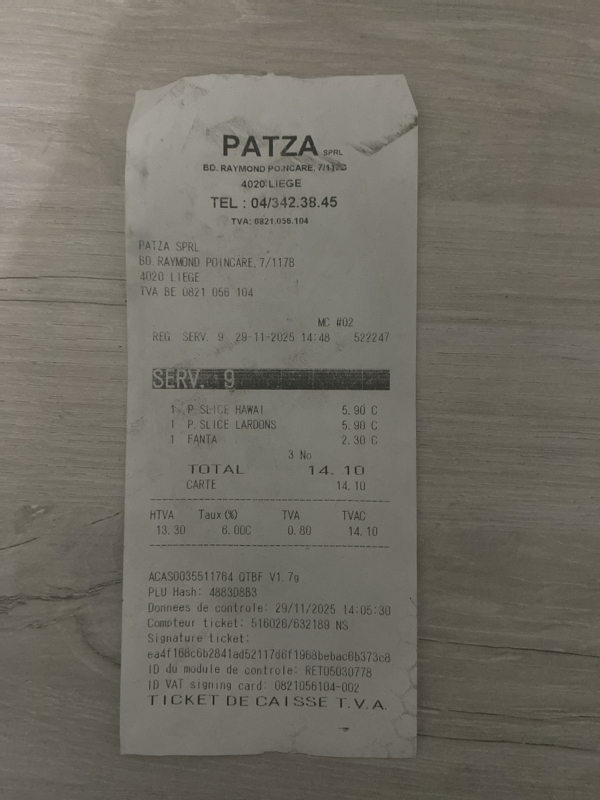 PATZA SPRL
BD. RAYMOND POINCARE, 7/117B
4020 LIEGE
TEL : 04/342.38.45
TVA: 0821.056.104
PATZA SPRL
BD. RAYMOND POINCARE, 7/117B
4020 LIEGE
TVA BE 0821 056 104
MC #02
REG SERV. 9 29-11-2025 14:48 522247
SERV. 9
1 P.SLICE HAWAI 5.90 C
1 P.SLICE LARDONS 5.90 C
1 FANTA 2.30 C
3 No
TOTAL 14.10
CARTE 14.10
HTVA Taux(%) TVA TVAC
13.30 6.00C 0.80 14.10
ACAS0035511784 QTBF V1.7g
PLU Hash: 488308B3
Donnees de controle: 29/11/2025 14:05:30
Compteur ticket: 516026/632189 NS
Signature ticket:
ea4f168c6b2841ad52117d6f1968bebac6b373c8
ID du module de controle: RET05030778
ID VAT signing card: 0821056104-002
TICKET DE CAISSE T.V.A.